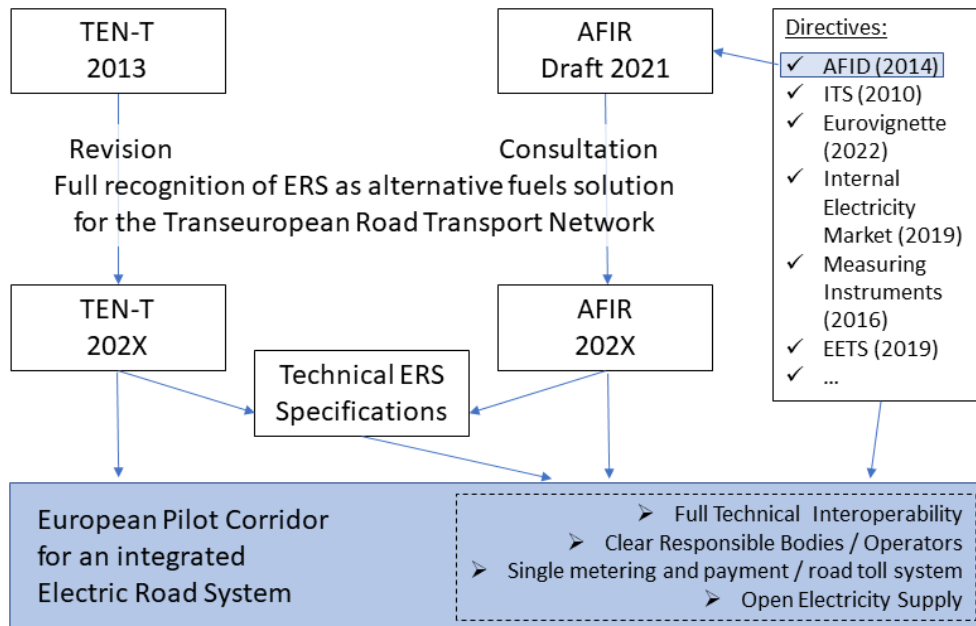 TEN-T
2013
AFIR
Draft 2021
Directives:
✓ AFID (2014)
✓ ITS (2010)
✓ Eurovignette
(2022)
✓ Internal
Electricity
Market (2019)
✓ Measuring
Instruments
(2016)
✓ EETS (2019)
✓ ...
Revision
Consultation
Full recognition of ERS as alternative fuels solution
for the Transeuropean Road Transport Network
TEN-T
202X
AFIR
202X
Technical ERS
Specifications
European Pilot Corridor
for an integrated
Electric Road System
➢ Full Technical Interoperability
➢ Clear Responsible Bodies / Operators
➢ Single metering and payment / road toll system
➢ Open Electricity Supply